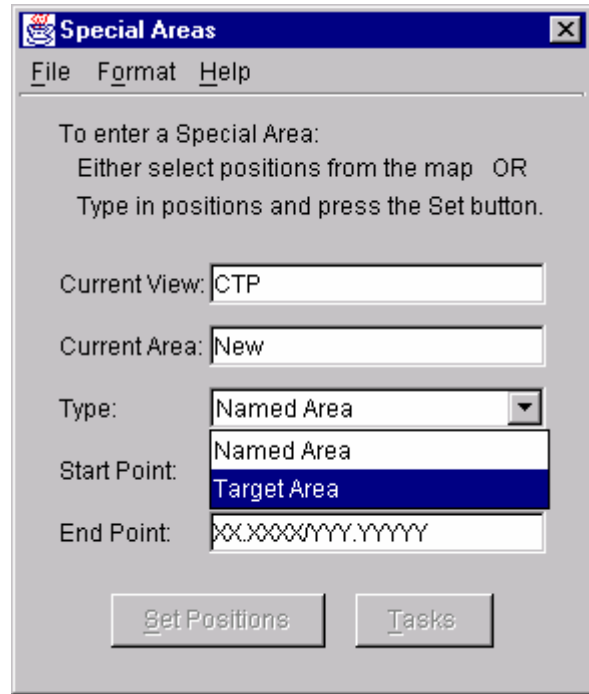 Special Areas
File Format Help
To enter a Special Area:
Either select positions from the map OR
Type in positions and press the Set button.
Current View: CTP
Current Area: New
Type: Named Area
Named Area
Start Point:
Target Area
End Point: XX.XXXX/YYY.YYYYY
Set Positions Tasks